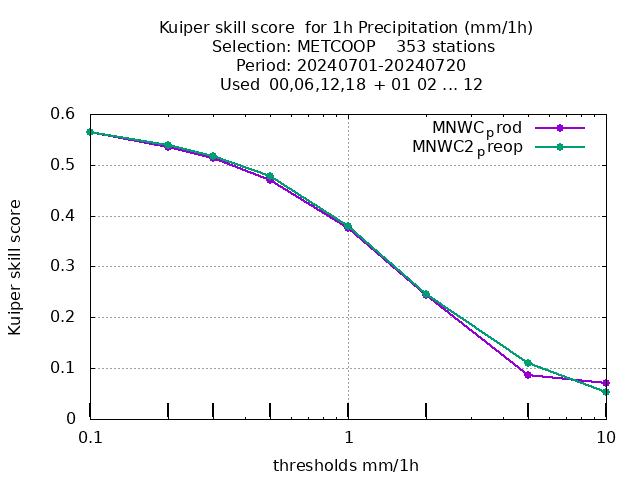 Kuiper skill score  for 1h Precipitation (mm/1h)
Selection: METCOOP    353 stations
Period: 20240701-20240720
Used  00,06,12,18  + 01 02 ... 12
MNWCprod
MNWC2preop
0.6
0.5
0.4
0.3
0.2
0.1
0
Kuiper skill score
0.1
1
10
thresholds mm/1h